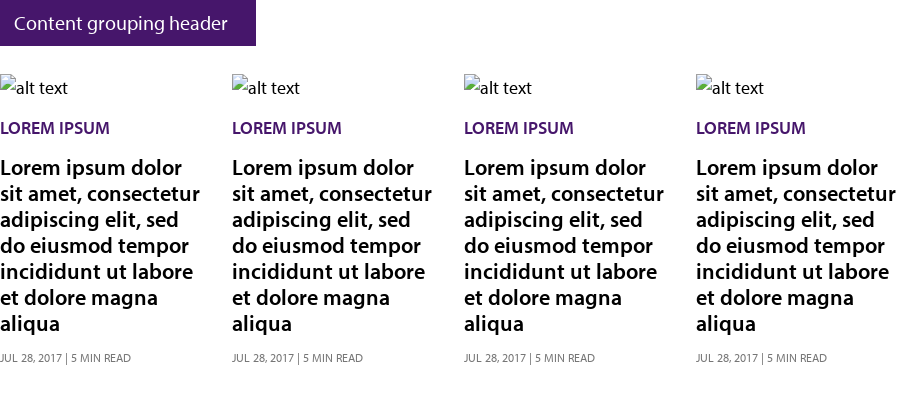 Content grouping header
alt text
LOREM IPSUM
Lorem ipsum dolor
sit amet, consectetur
adipiscing elit, sed
do eiusmod tempor
incididunt ut labore
et dolore magna
aliqua
JUL 28, 2017 | 5 MIN READ
alt text
LOREM IPSUM
Lorem ipsum dolor
sit amet, consectetur
adipiscing elit, sed
do eiusmod tempor
incididunt ut labore
et dolore magna
aliqua
JUL 28, 2017 | 5 MIN READ
alt text
LOREM IPSUM
Lorem ipsum dolor
sit amet, consectetur
adipiscing elit, sed
do eiusmod tempor
incididunt ut labore
et dolore magna
aliqua
JUL 28, 2017 | 5 MIN READ
alt text
LOREM IPSUM
Lorem ipsum dolor
sit amet, consectetur
adipiscing elit, sed
do eiusmod tempor
incididunt ut labore
et dolore magna
aliqua
JUL 28, 2017 | 5 MIN READ